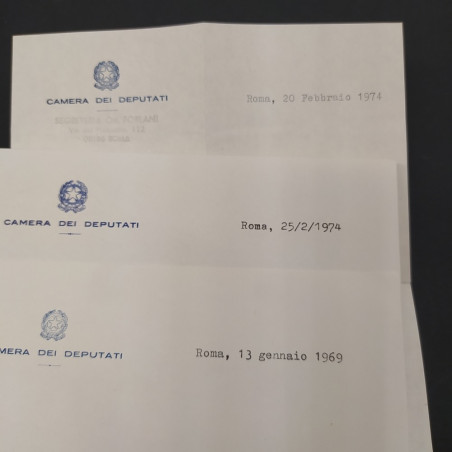 CAMERA DEI DEPUTATI
Roma, 20 Febbraio 1974
CAMERA DEI DEPUTATI
Roma, 25/2/1974
MERA DEI DEPUTATI
Roma, 13 gennaio 1969